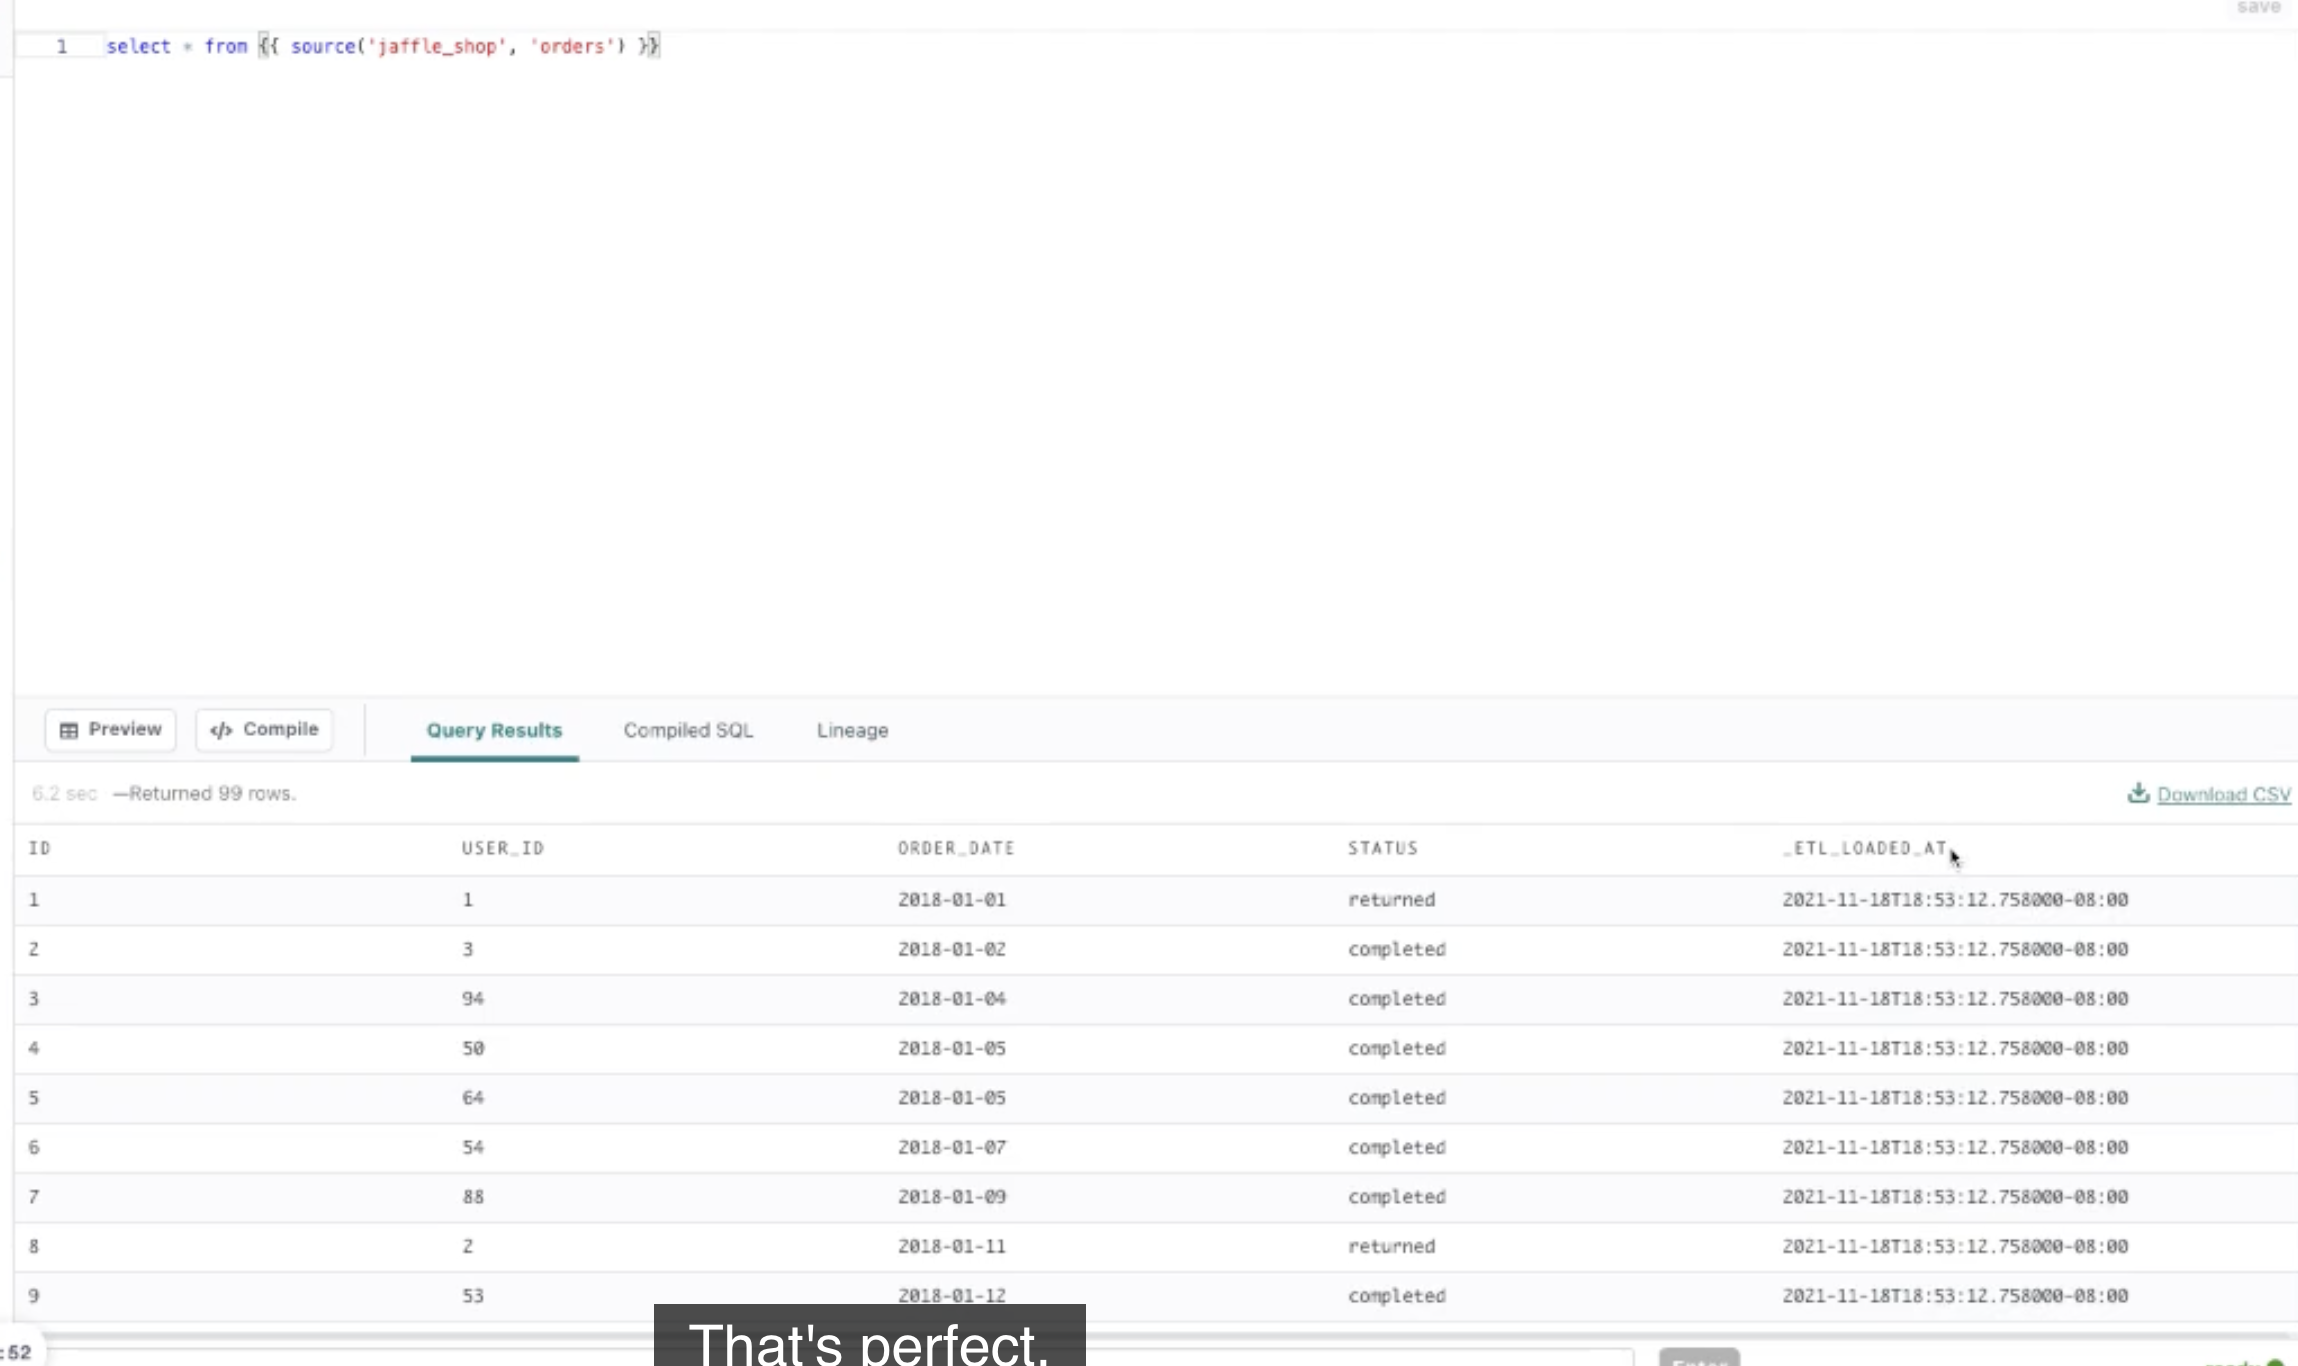 save
1 select * from {{ source('jaffle_shop', 'orders') }}
Preview </> Compile Query Results Compiled SQL Lineage
6.2 sec —Returned 99 rows. Download CSV
ID USER_ID ORDER_DATE STATUS _ETL_LOADED_AT
1 1 2018-01-01 returned 2021-11-18T18:53:12.758000-08:00
2 3 2018-01-02 completed 2021-11-18T18:53:12.758000-08:00
3 94 2018-01-04 completed 2021-11-18T18:53:12.758000-08:00
4 50 2018-01-05 completed 2021-11-18T18:53:12.758000-08:00
5 64 2018-01-05 completed 2021-11-18T18:53:12.758000-08:00
6 54 2018-01-07 completed 2021-11-18T18:53:12.758000-08:00
7 88 2018-01-09 completed 2021-11-18T18:53:12.758000-08:00
8 2 2018-01-11 returned 2021-11-18T18:53:12.758000-08:00
9 53 2018-01-12 completed 2021-11-18T18:53:12.758000-08:00
:52 That's perfect. Enter ready